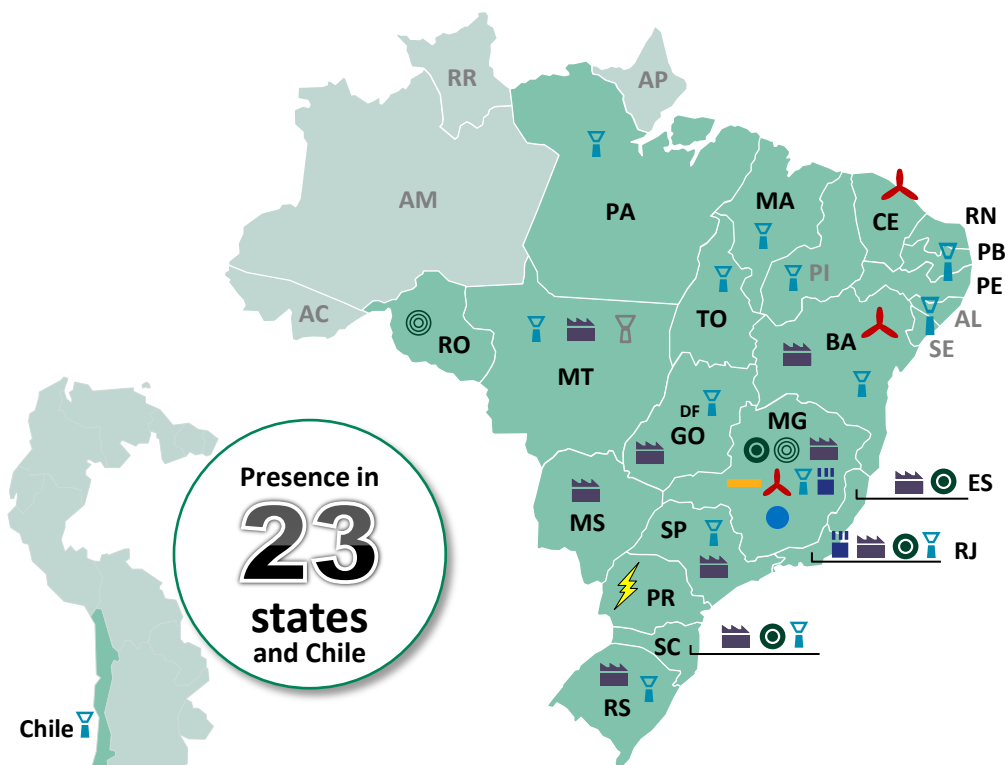 RR
AP
AM
PA
MA
CE
RN
PB
PE
PI
AL
SE
AC
RO
TO
BA
MT
DF
GO
MG
ES
MS
SP
RJ
PR
SC
RS
Presence in
23
states
and Chile
Chile